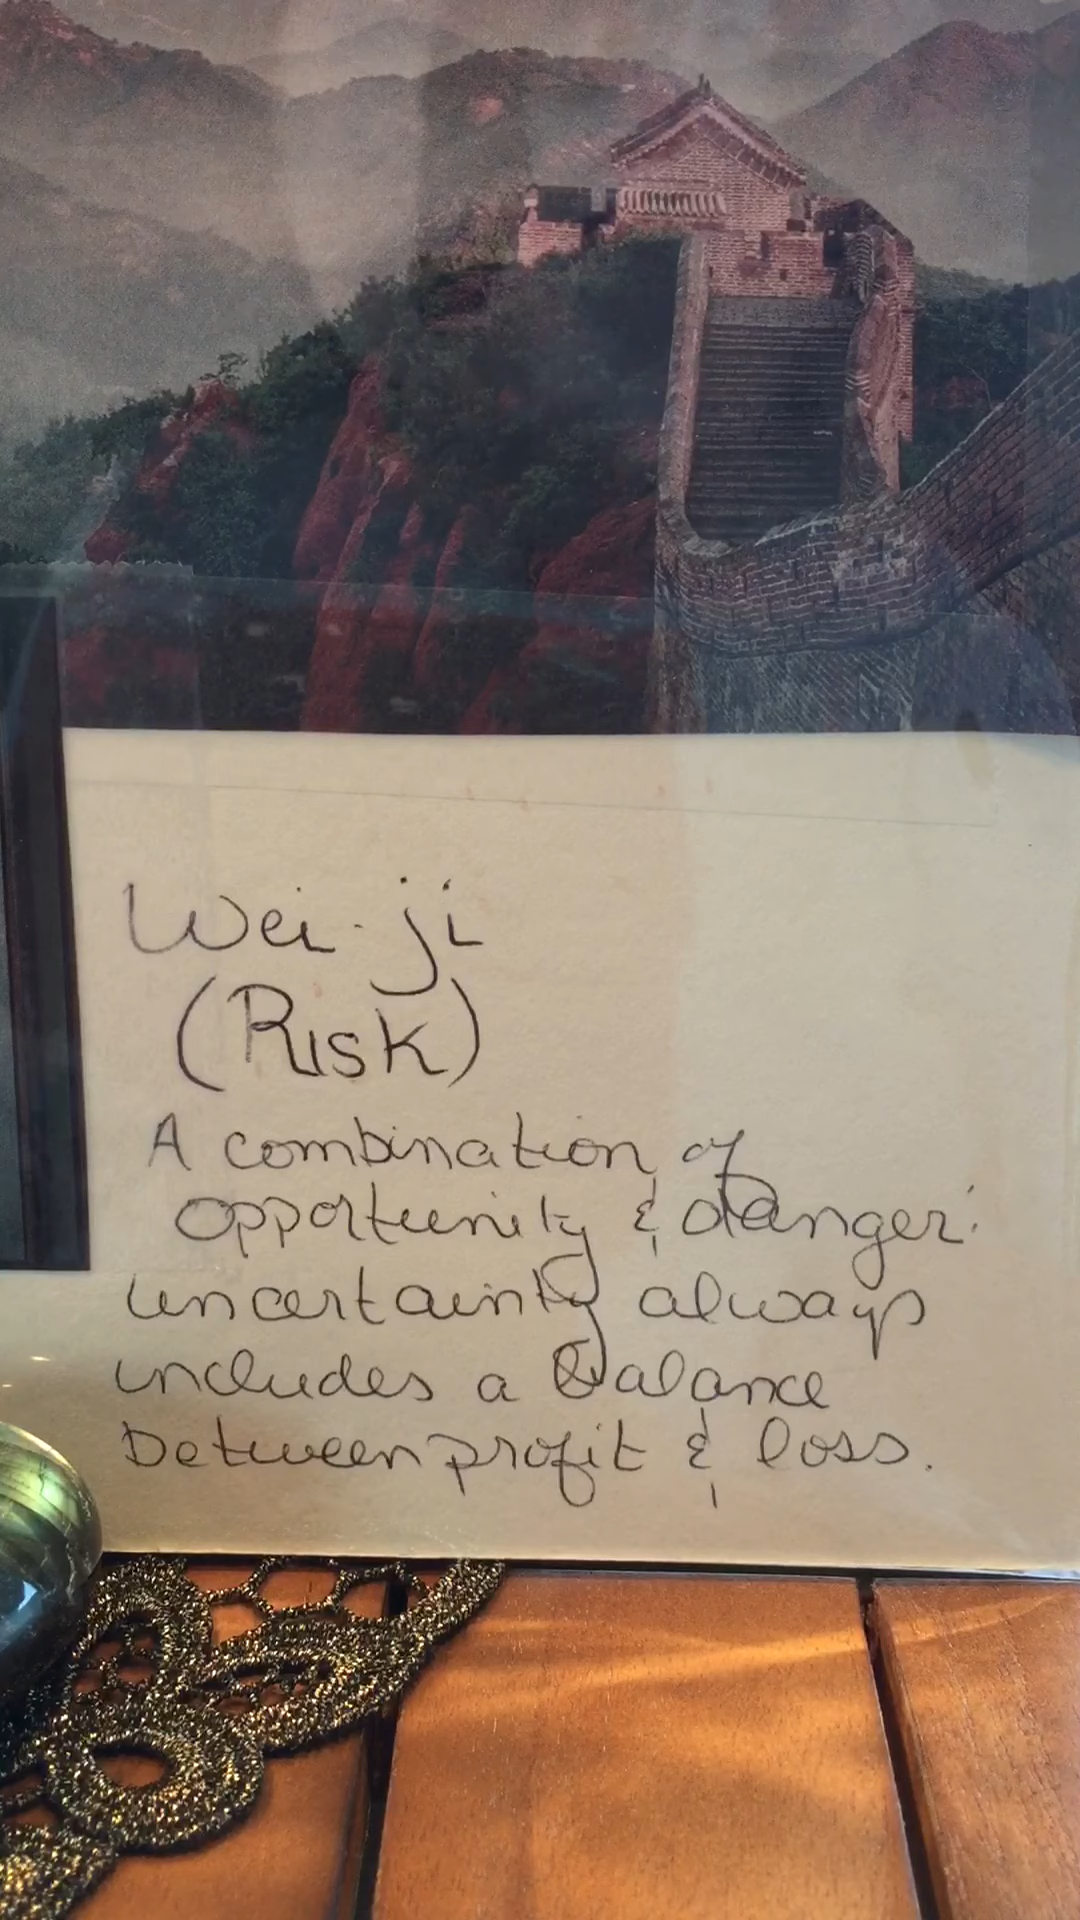 Wei-ji
(Risk)
A combination of
opportunity & danger:
uncertainty always
includes a balance
between profit & loss.